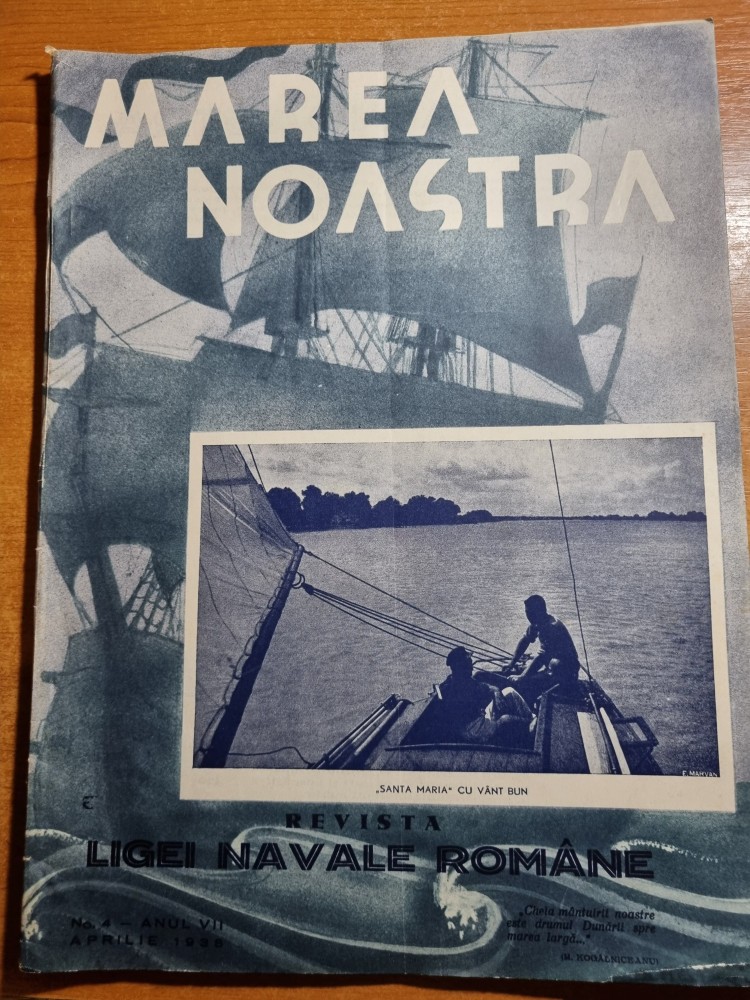 MAREA
NOASTRA
F. MARVAN
„SANTA MARIA“ CU VÂNT BUN
REVISTA
LIGEI NAVALE ROMÂNE
No. 4 — ANUL VII
APRILIE 1938
„Cheia mântuirii noastre
este drumul Dunării spre
marea largă...“
(M. KOGĂLNICEANU)